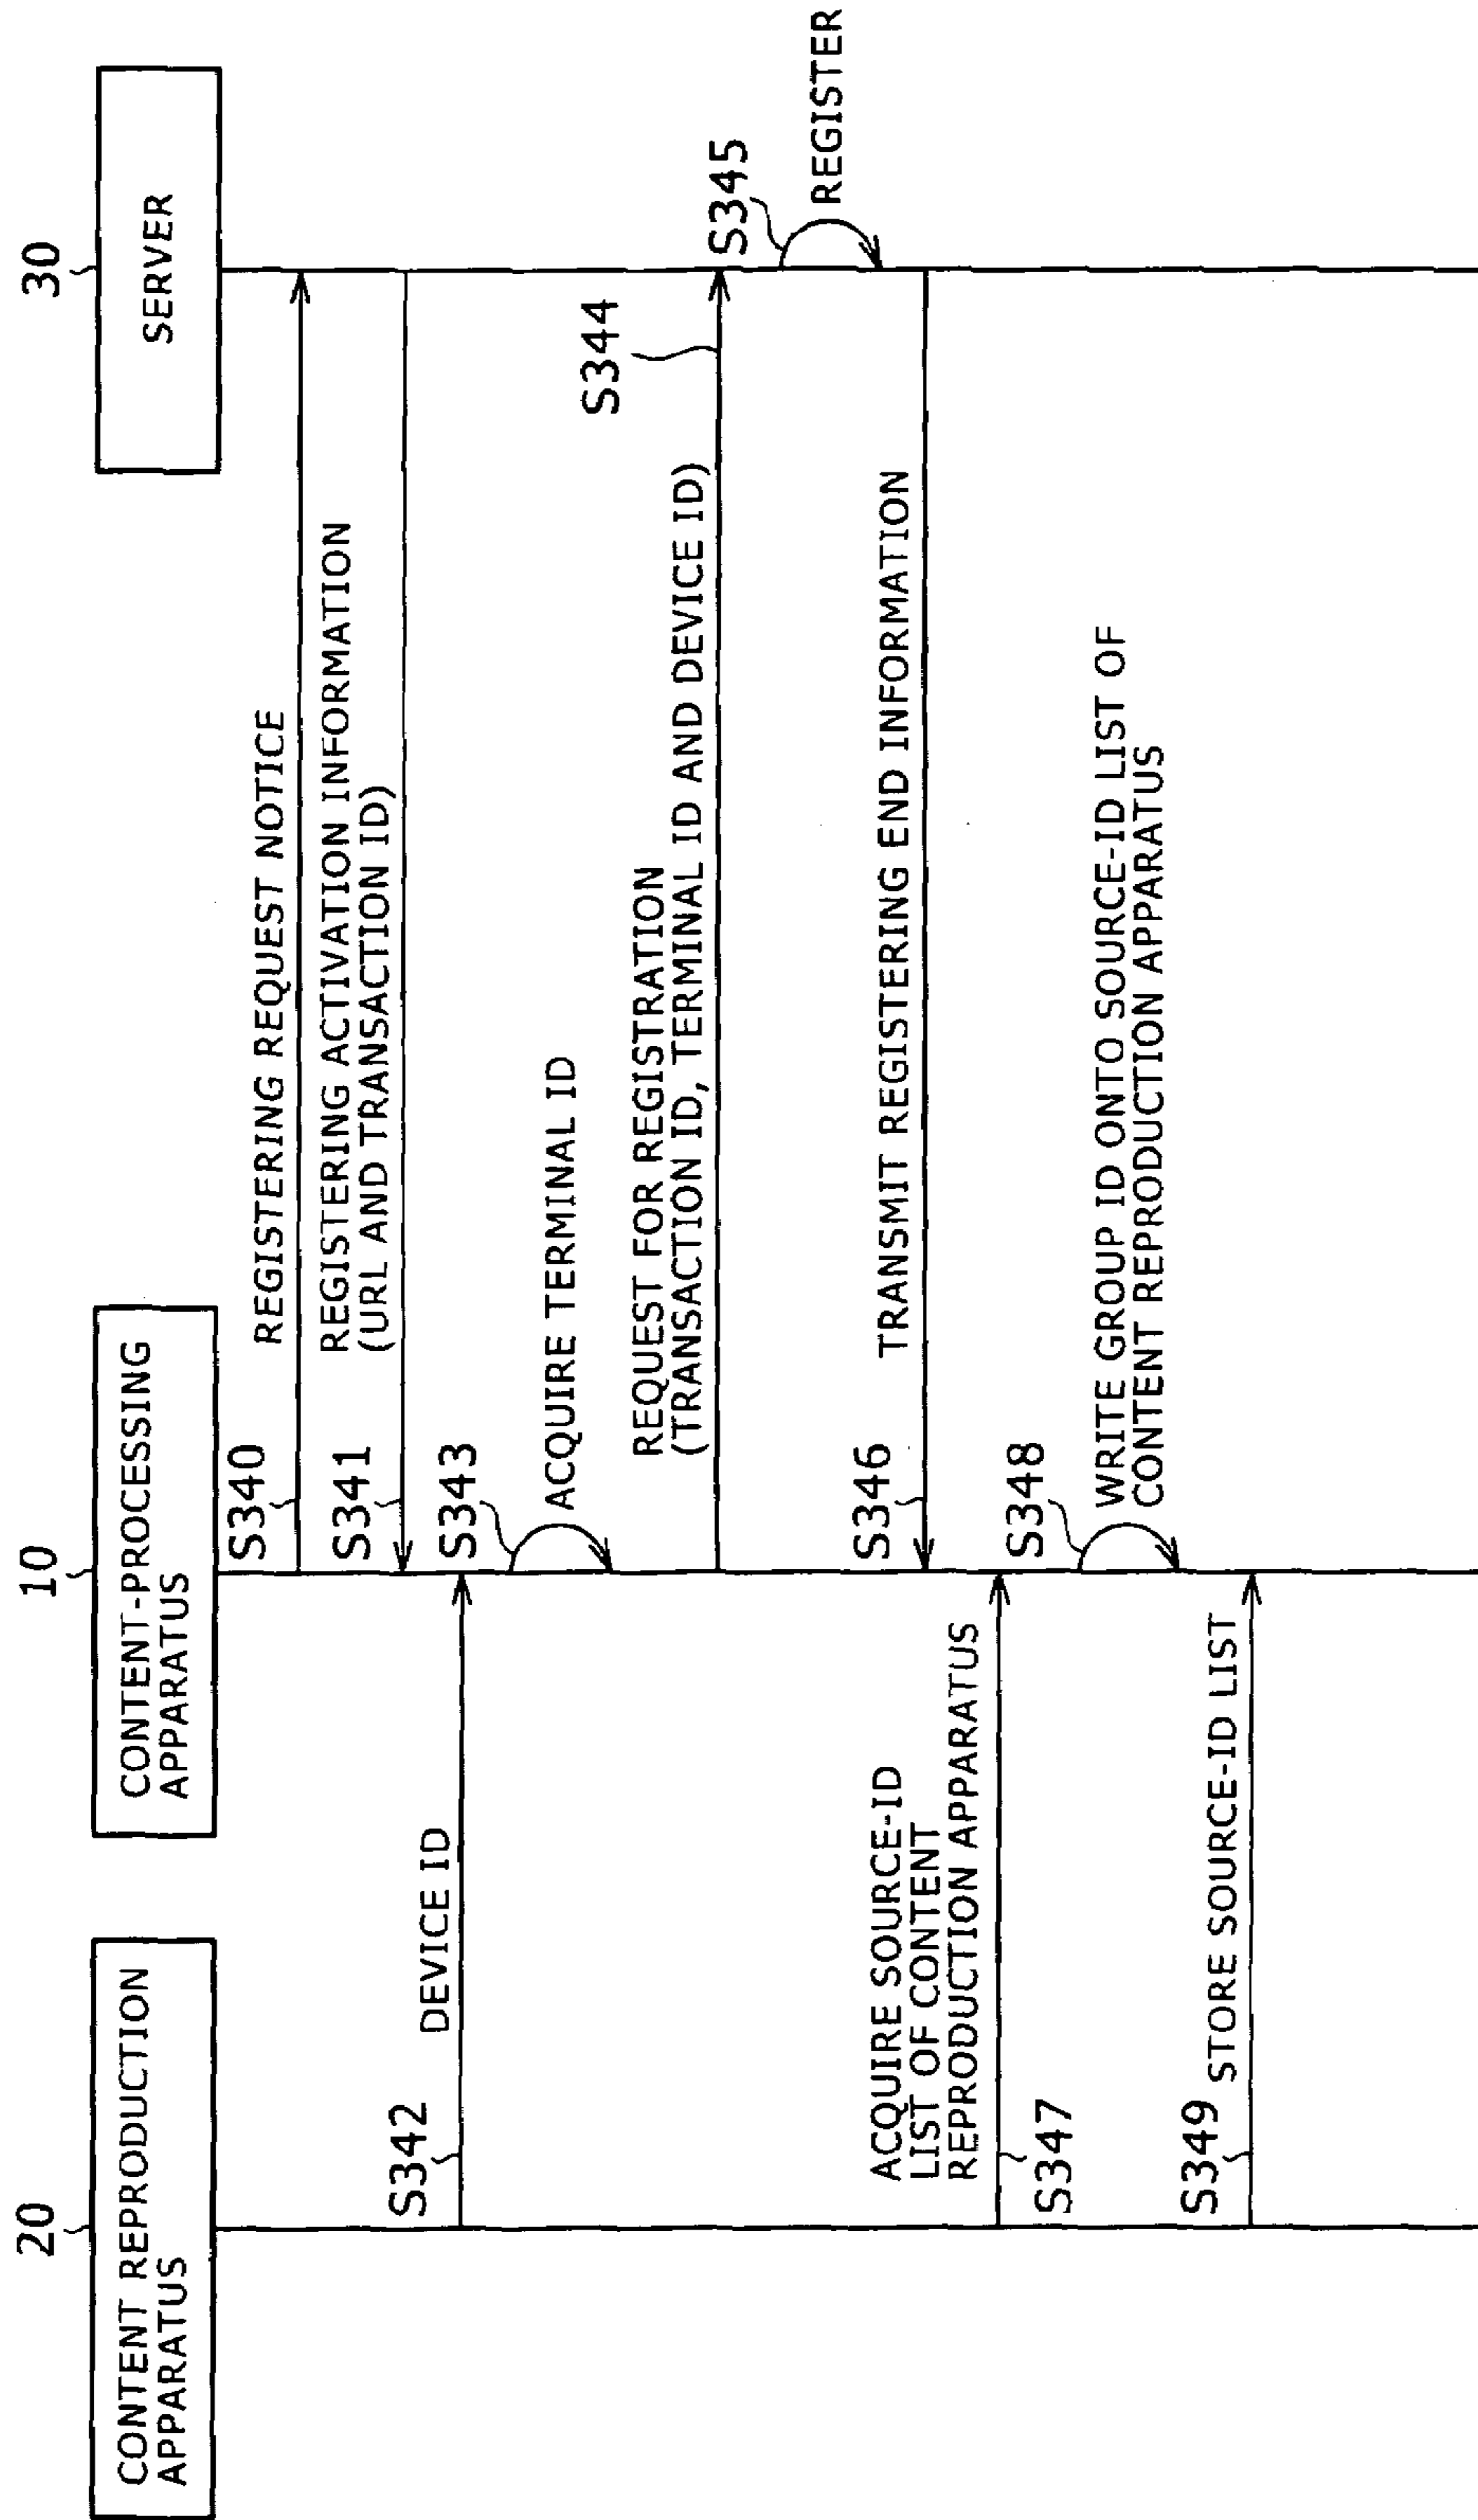 20
CONTENT REPRODUCTION
APPARATUS
10
CONTENT-PROCESSING
APPARATUS
30
SERVER
S340
REGISTERING REQUEST NOTICE
S341
REGISTERING ACTIVATION INFORMATION
(URL AND TRANSACTION ID)
S342
DEVICE ID
S343
ACQUIRE TERMINAL ID
S344
REQUEST FOR REGISTRATION
(TRANSACTION ID, TERMINAL ID AND DEVICE ID)
S345
REGISTER
S346
TRANSMIT REGISTERING END INFORMATION
ACQUIRE SOURCE-ID
LIST OF CONTENT
REPRODUCTION APPARATUS
S347
S348
WRITE GROUP ID ONTO SOURCE-ID LIST OF
CONTENT REPRODUCTION APPARATUS
S349
STORE SOURCE-ID LIST